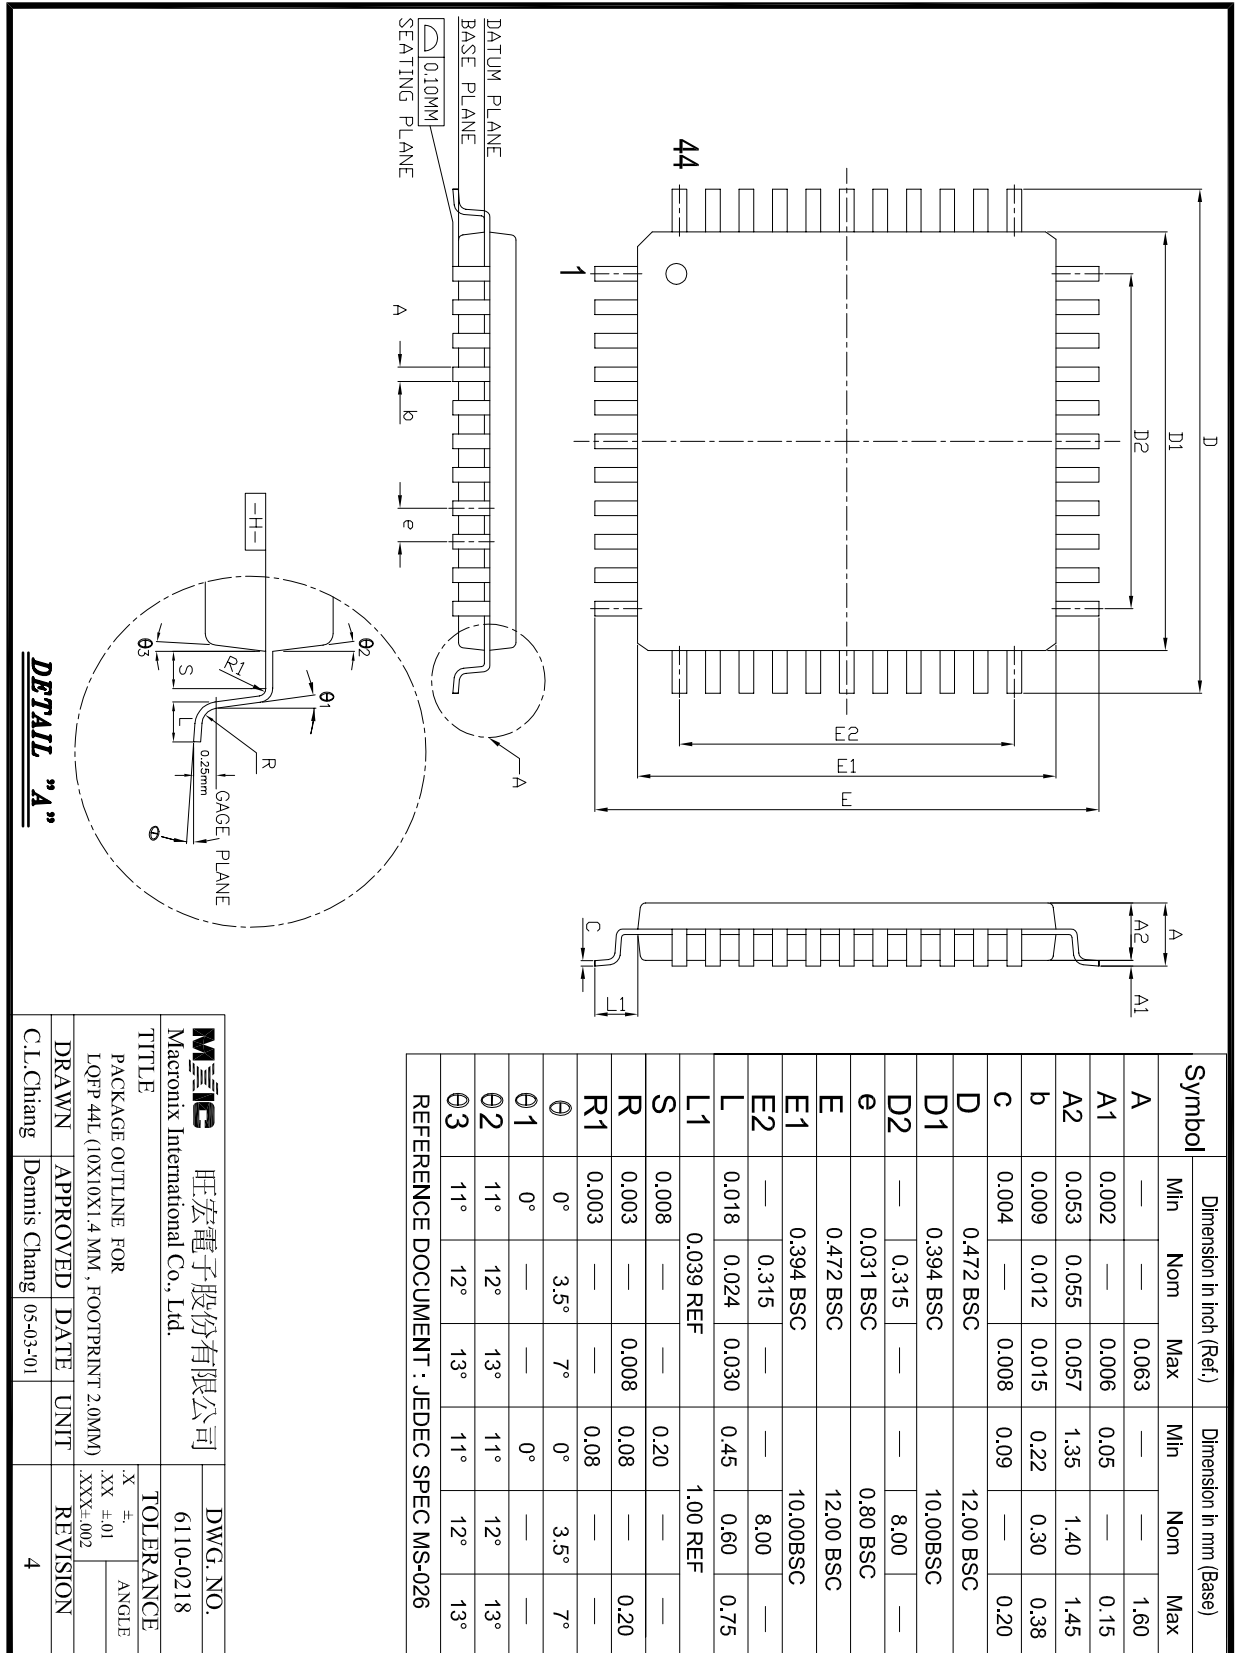 44
1
D
D1
D2
E2
E1
E
DATUM PLANE
BASE PLANE
0.10MM
SEATING PLANE
A
b
e
A
A
A2
A1
C
L1
-H-
θ2
θ3
S
R1
θ1
L
R
0.25mm
GAGE PLANE
θ
DETAIL "A"
Symbol Dimension in inch (Ref.) Dimension in mm (Base)
Min Nom Max Min Nom Max
A — — 0.063 — — 1.60
A1 0.002 — 0.006 0.05 — 0.15
A2 0.053 0.055 0.057 1.35 1.40 1.45
b 0.009 0.012 0.015 0.22 0.30 0.38
c 0.004 — 0.008 0.09 — 0.20
D 0.472 BSC 12.00 BSC
D1 0.394 BSC 10.00BSC
D2 — 0.315 — — 8.00 —
e 0.031 BSC 0.80 BSC
E 0.472 BSC 12.00 BSC
E1 0.394 BSC 10.00BSC
E2 — 0.315 — — 8.00 —
L 0.018 0.024 0.030 0.45 0.60 0.75
L1 0.039 REF 1.00 REF
S 0.008 — — 0.20 — —
R 0.003 — 0.008 0.08 — 0.20
R1 0.003 — — 0.08 — —
θ 0° 3.5° 7° 0° 3.5° 7°
θ1 0° — — 0° — —
θ2 11° 12° 13° 11° 12° 13°
θ3 11° 12° 13° 11° 12° 13°
REFERENCE DOCUMENT : JEDEC SPEC MS-026
MXIC 旺宏電子股份有限公司
Macronix International Co., Ltd.
DWG. NO.
6110-0218
TITLE
PACKAGE OUTLINE FOR
LQFP 44L (10X10X1.4 MM , FOOTPRINT 2.0MM)
TOLERANCE
.X ±.
.XX ±.01
.XXX±.002
ANGLE
DRAWN APPROVED DATE UNIT REVISION
C.L.Chiang Dennis Chang 05-03-'01 4